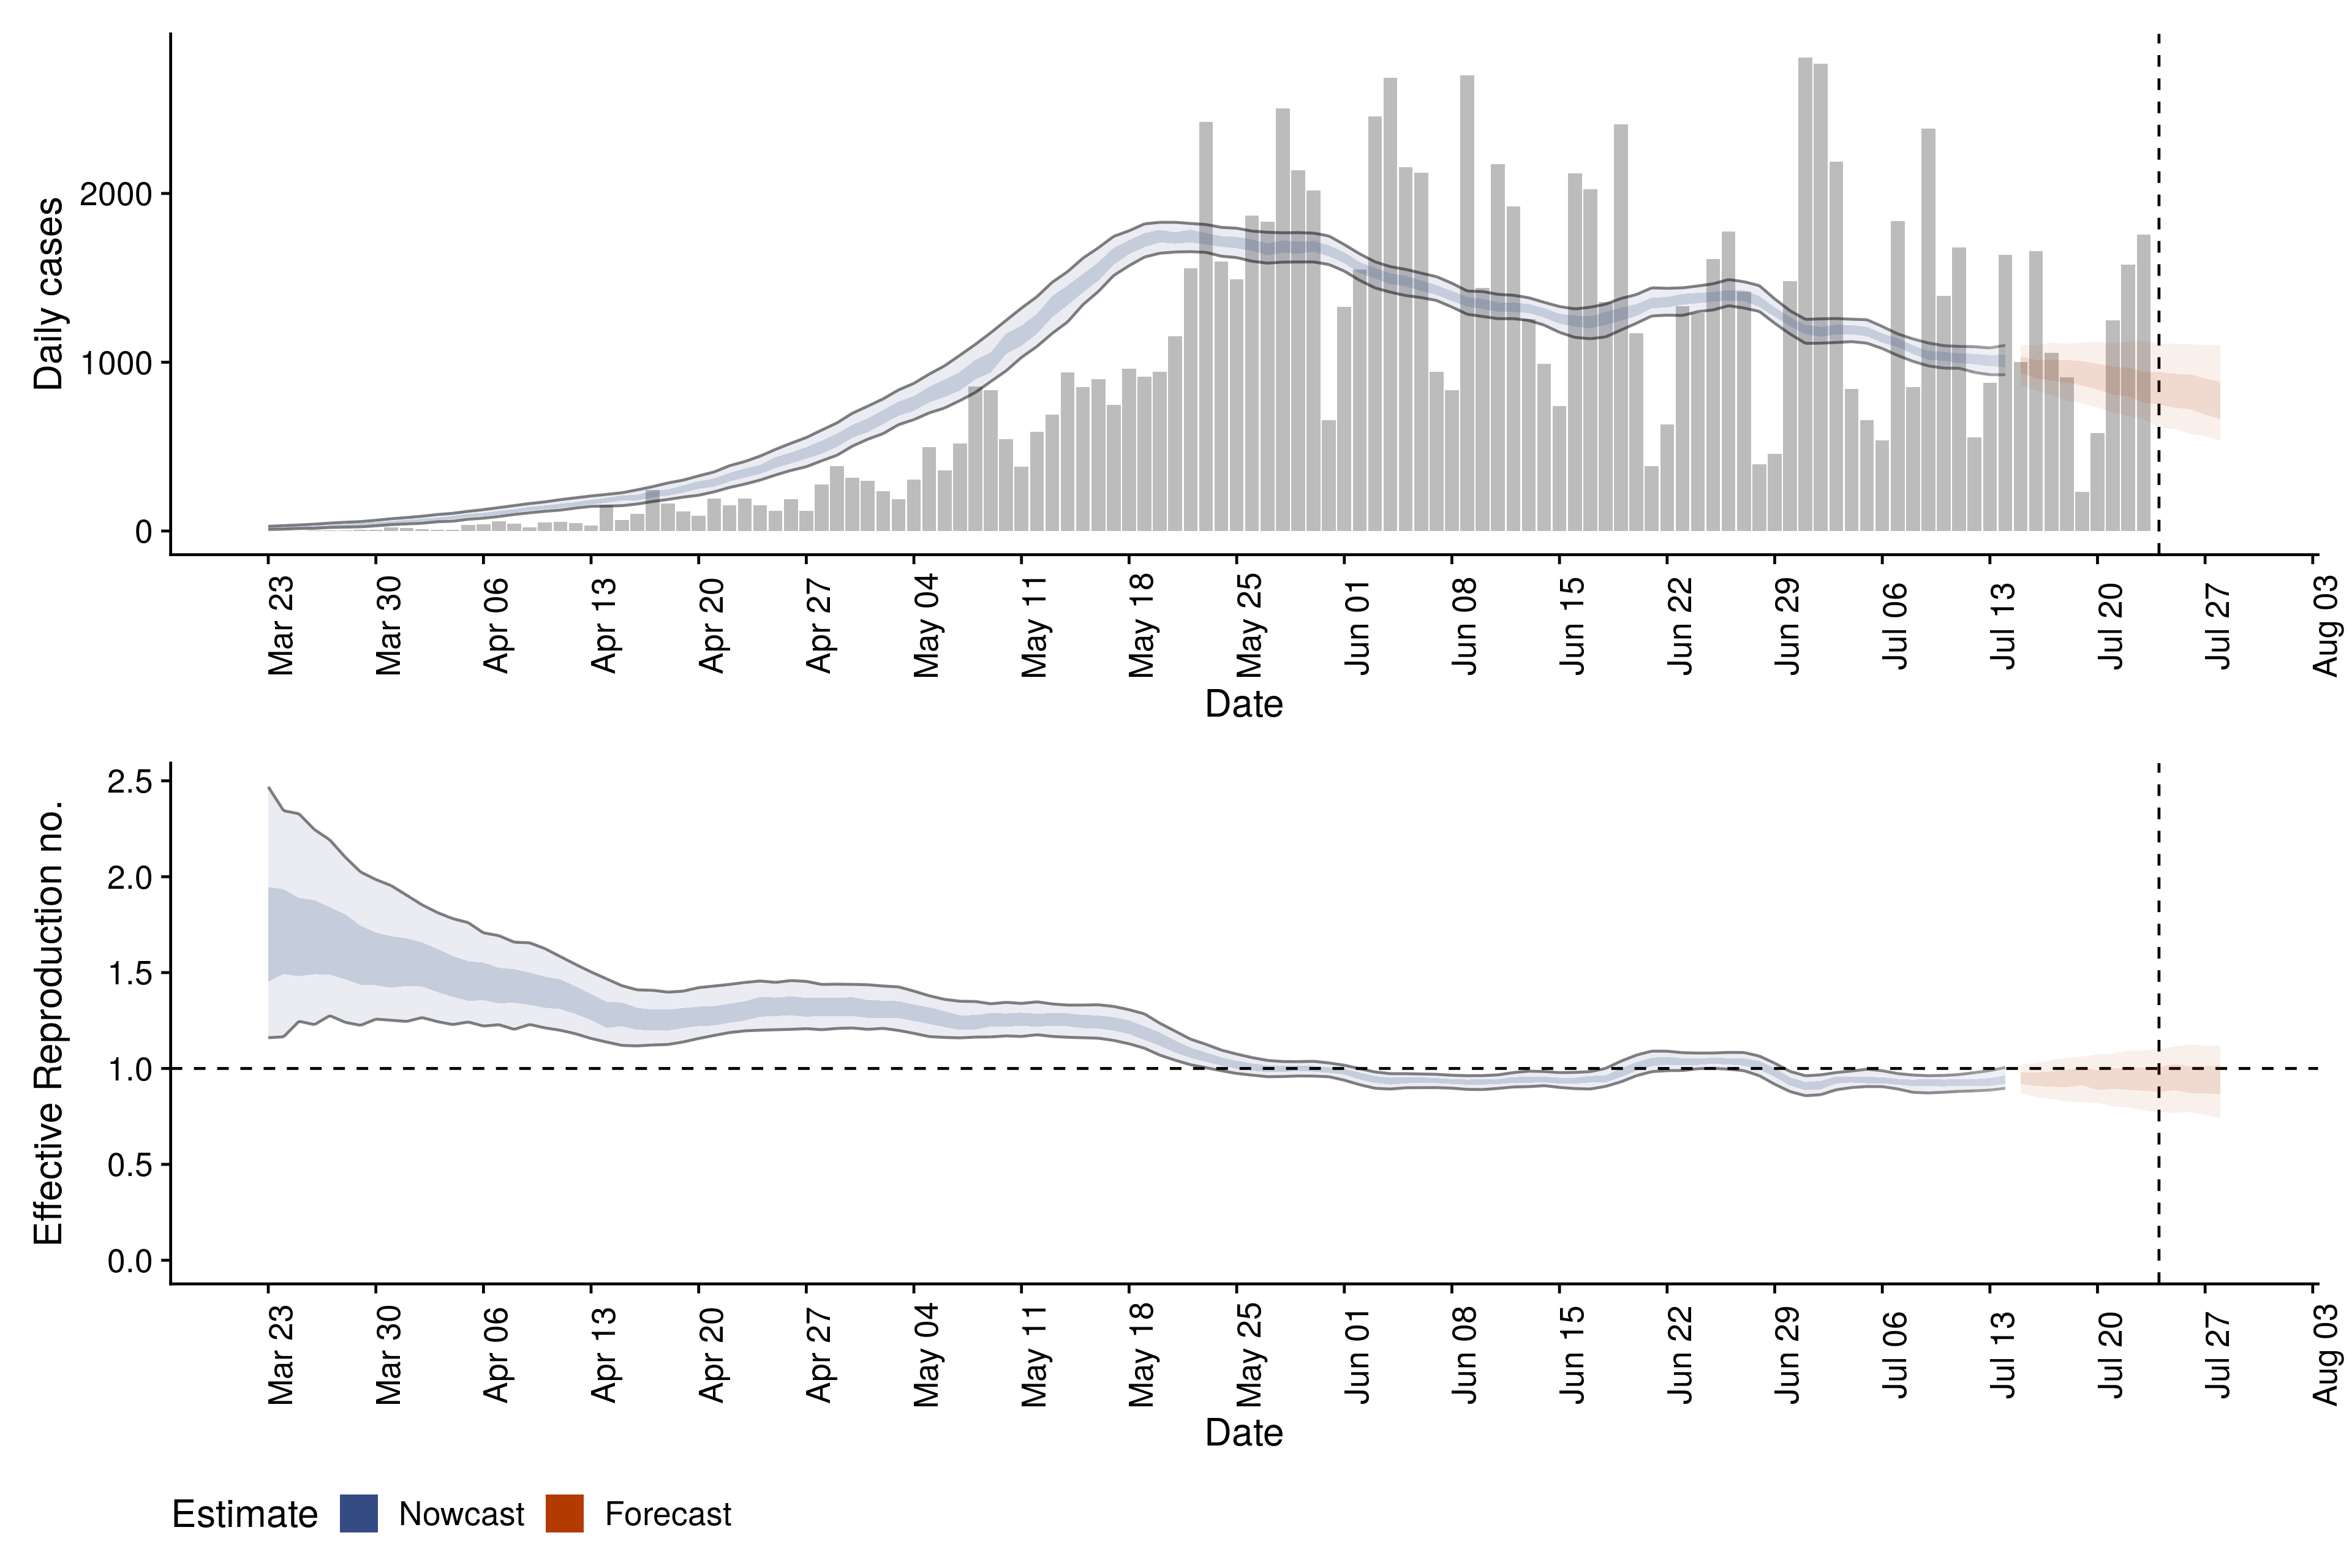 Daily cases
2000
1000
0
Mar 23
Mar 30
Apr 06
Apr 13
Apr 20
Apr 27
May 04
May 11
May 18
May 25
Jun 01
Jun 08
Jun 15
Jun 22
Jun 29
Jul 06
Jul 13
Jul 20
Jul 27
Aug 03
Date
Effective Reproduction no.
2.5
2.0
1.5
1.0
0.5
0.0
Mar 23
Mar 30
Apr 06
Apr 13
Apr 20
Apr 27
May 04
May 11
May 18
May 25
Jun 01
Jun 08
Jun 15
Jun 22
Jun 29
Jul 06
Jul 13
Jul 20
Jul 27
Aug 03
Date
Estimate Nowcast Forecast